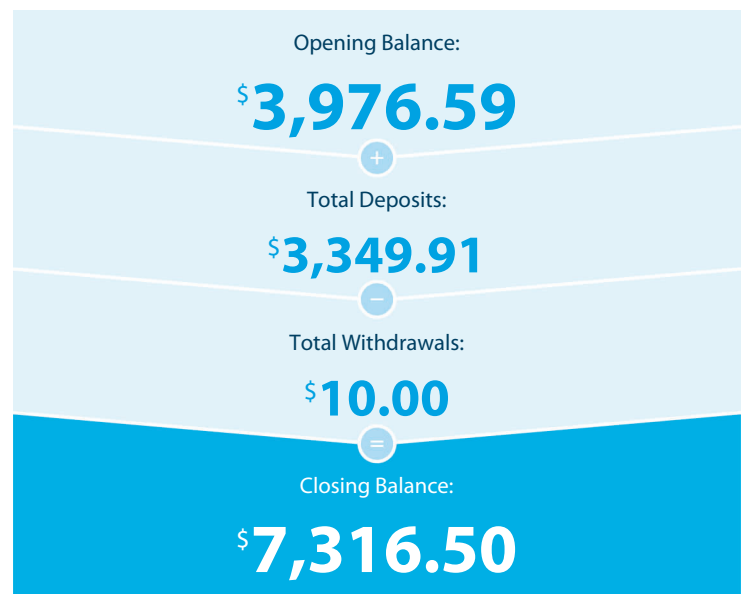 Opening Balance:
$3,976.59
+
Total Deposits:
$3,349.91
−
Total Withdrawals:
$10.00
=
Closing Balance:
$7,316.50